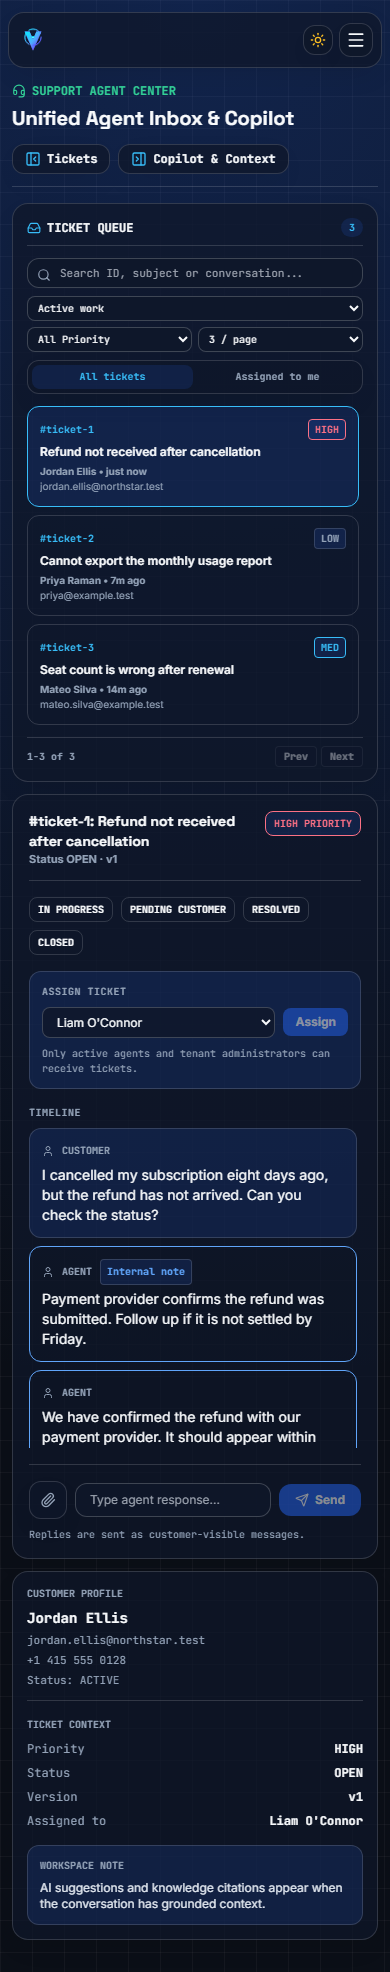 SUPPORT AGENT CENTER
Unified Agent Inbox & Copilot
Tickets
Copilot & Context
TICKET QUEUE
3
Search ID, subject or conversation...
Active work
All Priority
3 / page
All tickets
Assigned to me
#ticket-1
HIGH
Refund not received after cancellation
Jordan Ellis • just now
jordan.ellis@northstar.test
#ticket-2
LOW
Cannot export the monthly usage report
Priya Raman • 7m ago
priya@example.test
#ticket-3
MED
Seat count is wrong after renewal
Mateo Silva • 14m ago
mateo.silva@example.test
1-3 of 3
Prev
Next
#ticket-1: Refund not received
after cancellation
HIGH PRIORITY
Status OPEN · v1
IN PROGRESS
PENDING CUSTOMER
RESOLVED
CLOSED
ASSIGN TICKET
Liam O'Connor
Assign
Only active agents and tenant administrators can
receive tickets.
TIMELINE
CUSTOMER
I cancelled my subscription eight days ago,
but the refund has not arrived. Can you
check the status?
AGENT
Internal note
Payment provider confirms the refund was
submitted. Follow up if it is not settled by
Friday.
AGENT
We have confirmed the refund with our
payment provider. It should appear within
Type agent response...
Send
Replies are sent as customer-visible messages.
CUSTOMER PROFILE
Jordan Ellis
jordan.ellis@northstar.test
+1 415 555 0128
Status: ACTIVE
TICKET CONTEXT
Priority
HIGH
Status
OPEN
Version
v1
Assigned to
Liam O'Connor
WORKSPACE NOTE
AI suggestions and knowledge citations appear when
the conversation has grounded context.